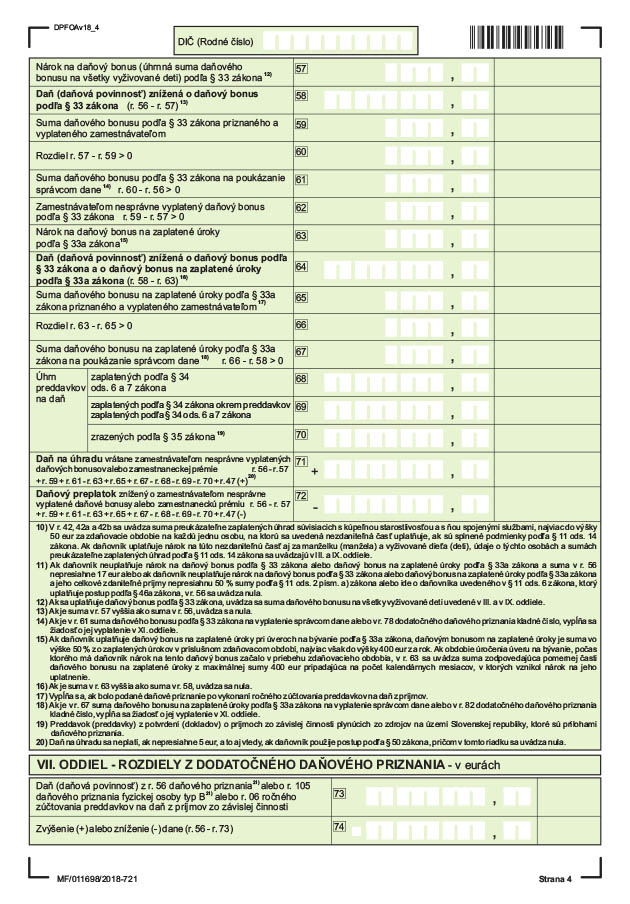 DPFOAv18_4
DIČ (Rodné číslo)
Nárok na daňový bonus (úhrnná suma daňového
bonusu na všetky vyživované deti) podľa § 33 zákona 12)
57
,
Daň (daňová povinnosť) znížená o daňový bonus
podľa § 33 zákona (r. 56 - r. 57) 13)
58
,
Suma daňového bonusu podľa § 33 zákona priznaného a
vyplateného zamestnávateľom
59
,
Rozdiel r. 57 - r. 59 > 0
60
,
Suma daňového bonusu podľa § 33 zákona na poukázanie
správcom dane 14) r. 60 - r. 56 > 0
61
,
Zamestnávateľom nesprávne vyplatený daňový bonus
podľa § 33 zákona r. 59 - r. 57 > 0
62
,
Nárok na daňový bonus na zaplatené úroky
podľa § 33a zákona15)
63
,
Daň (daňová povinnosť) znížená o daňový bonus podľa
§ 33 zákona a o daňový bonus na zaplatené úroky
podľa § 33a zákona (r. 58 - r. 63) 16)
64
,
Suma daňového bonusu na zaplatené úroky podľa § 33a
zákona priznaného a vyplateného zamestnávateľom 17)
65
,
Rozdiel r. 63 - r. 65 > 0
66
,
Suma daňového bonusu na zaplatené úroky podľa § 33a
zákona na poukázanie správcom dane 18) r. 66 - r. 58 > 0
67
,
Úhrn
preddavkov
na daň
zaplatených podľa § 34
ods. 6 a 7 zákona
68
,
zaplatených podľa § 34 zákona okrem preddavkov
zaplatených podľa § 34 ods. 6 a 7 zákona
69
,
zrazených podľa § 35 zákona 19)
70
,
Daň na úhradu vrátane zamestnávateľom nesprávne vyplatených
daňových bonusov alebo zamestnaneckej prémie r. 56 - r. 57
+ r. 59 + r. 61 - r. 63 + r. 65 + r. 67 - r. 68 - r. 69 - r. 70 + r. 47 (+) 20)
71
+
,
Daňový preplatok znížený o zamestnávateľom nesprávne
vyplatené daňové bonusy alebo zamestnaneckú prémiu r. 56 - r. 57
+ r. 59 + r. 61 - r. 63 + r. 65 + r. 67 - r. 68 - r. 69 - r. 70 + r. 47 (-)
72
-
,
10) V r. 42, 42a a 42b sa uvádza suma preukázateľne zaplatených úhrad súvisiacich s kúpeľnou starostlivosťou a s ňou spojenými službami, najviac do výšky
50 eur za zdaňovacie obdobie na každú jednu osobu, na ktorú sa uvedená nezdaniteľná časť uplatňuje, ak sú splnené podmienky podľa § 11 ods. 14
zákona. Ak daňovník uplatňuje nárok na túto nezdaniteľnú časť aj za manželku (manžela) a vyživované dieťa (deti), údaje o týchto osobách a sumách
preukázateľne zaplatených úhrad podľa § 11 ods. 14 zákona sa uvádzajú v III. a IX. oddiele.
11) Ak daňovník neuplatňuje nárok na daňový bonus podľa § 33 zákona alebo daňový bonus na zaplatené úroky podľa § 33a zákona a suma v r. 56
nepresiahne 17 eur alebo ak daňovník neuplatňuje nárok na daňový bonus podľa § 33 zákona alebo daňový bonus na zaplatené úroky podľa § 33a zákona
a jeho celkové zdaniteľné príjmy nepresiahnu 50 % sumy podľa § 11 ods. 2 písm. a) zákona alebo ide o daňovníka uvedeného v § 11 ods. 6 zákona, ktorý
uplatňuje postup podľa § 46a zákona, v r. 56 sa uvádza nula.
12) Ak sa uplatňuje daňový bonus podľa § 33 zákona, uvádza sa suma daňového bonusu na všetky vyživované deti uvedené v III. a v IX. oddiele.
13) Ak je suma v r. 57 vyššia ako suma v r. 56, uvádza sa nula.
14) Ak je v r. 61 suma daňového bonusu podľa § 33 zákona na vyplatenie správcom dane alebo v r. 78 dodatočného daňového priznania kladné číslo, vypĺňa sa
žiadosť o jej vyplatenie v XI. oddiele.
15) Ak daňovník uplatňuje daňový bonus na zaplatené úroky pri úveroch na bývanie podľa § 33a zákona, daňovým bonusom na zaplatené úroky je suma vo
výške 50 % zo zaplatených úrokov v príslušnom zdaňovacom období, najviac však do výšky 400 eur za rok. Ak obdobie úročenia úveru na bývanie, počas
ktorého má daňovník nárok na tento daňový bonus začalo v priebehu zdaňovacieho obdobia, v r. 63 sa uvádza suma zodpovedajúca pomernej časti
daňového bonusu na zaplatené úroky z maximálnej sumy 400 eur pripadajúca na počet kalendárnych mesiacov, v ktorých vznikol nárok na jeho
uplatnenie.
16) Ak je suma v r. 63 vyššia ako suma v r. 58, uvádza sa nula.
17) Vypĺňa sa, ak bolo podané daňové priznanie po vykonaní ročného zúčtovania preddavkov na daň z príjmov.
18) Ak je v r. 67 suma daňového bonusu na zaplatené úroky podľa § 33a zákona na vyplatenie správcom dane alebo v r. 82 dodatočného daňového priznania
kladné číslo, vypĺňa sa žiadosť o jej vyplatenie v XI. oddiele.
19) Preddavok (preddavky) z potvrdení (dokladov) o príjmoch zo závislej činnosti plynúcich zo zdrojov na území Slovenskej republiky, ktoré sú prílohami
daňového priznania.
20) Daň na úhradu sa neplatí, ak nepresiahne 5 eur, a to aj vtedy, ak daňovník použije postup podľa § 50 zákona, pričom v tomto riadku sa uvádza nula.
VII. ODDIEL - ROZDIELY Z DODATOČNÉHO DAŇOVÉHO PRIZNANIA - v eurách
Daň (daňová povinnosť) z r. 56 daňového priznania21) alebo r. 105
daňového priznania fyzickej osoby typ B21) alebo r. 06 ročného
zúčtovania preddavkov na daň z príjmov zo závislej činnosti
73
,
Zvýšenie (+) alebo zníženie (-) dane (r. 56 - r. 73)
74
,
MF/011698/2018-721
Strana 4